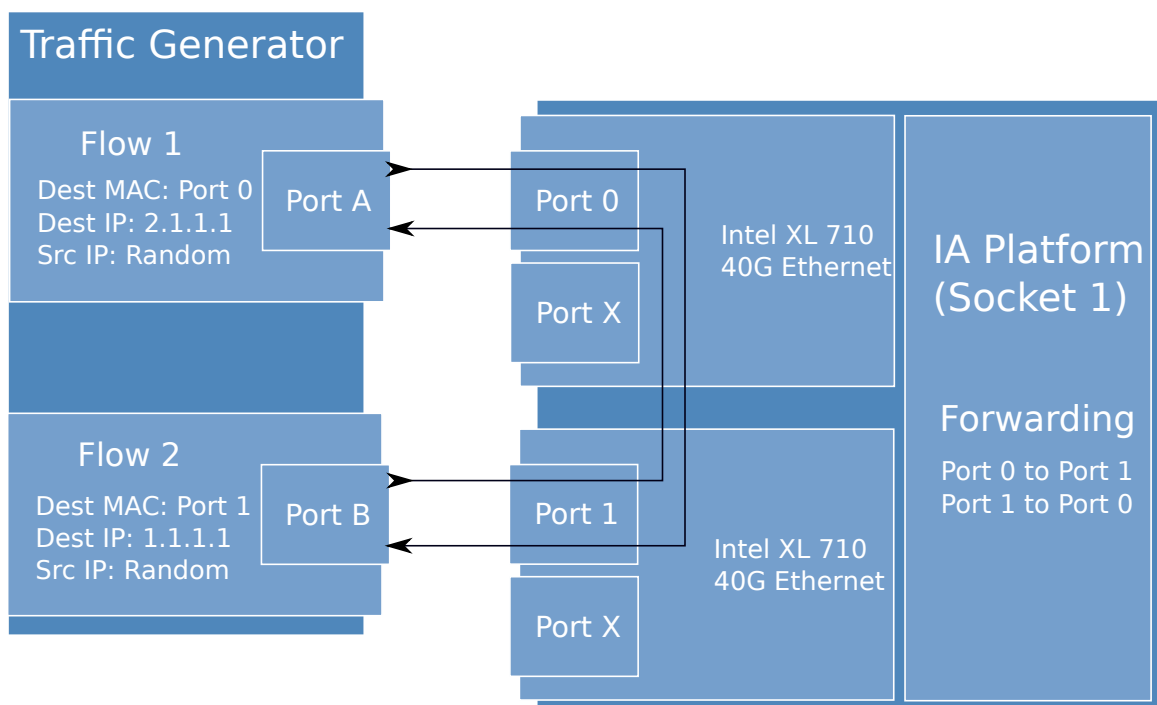 Traffic Generator
Flow 1
Dest MAC: Port 0
Dest IP: 2.1.1.1
Src IP: Random
Port A
Flow 2
Dest MAC: Port 1
Dest IP: 1.1.1.1
Src IP: Random
Port B
Port 0
Port X
Intel XL 710
40G Ethernet
Port 1
Port X
Intel XL 710
40G Ethernet
IA Platform
(Socket 1)
Forwarding
Port 0 to Port 1
Port 1 to Port 0